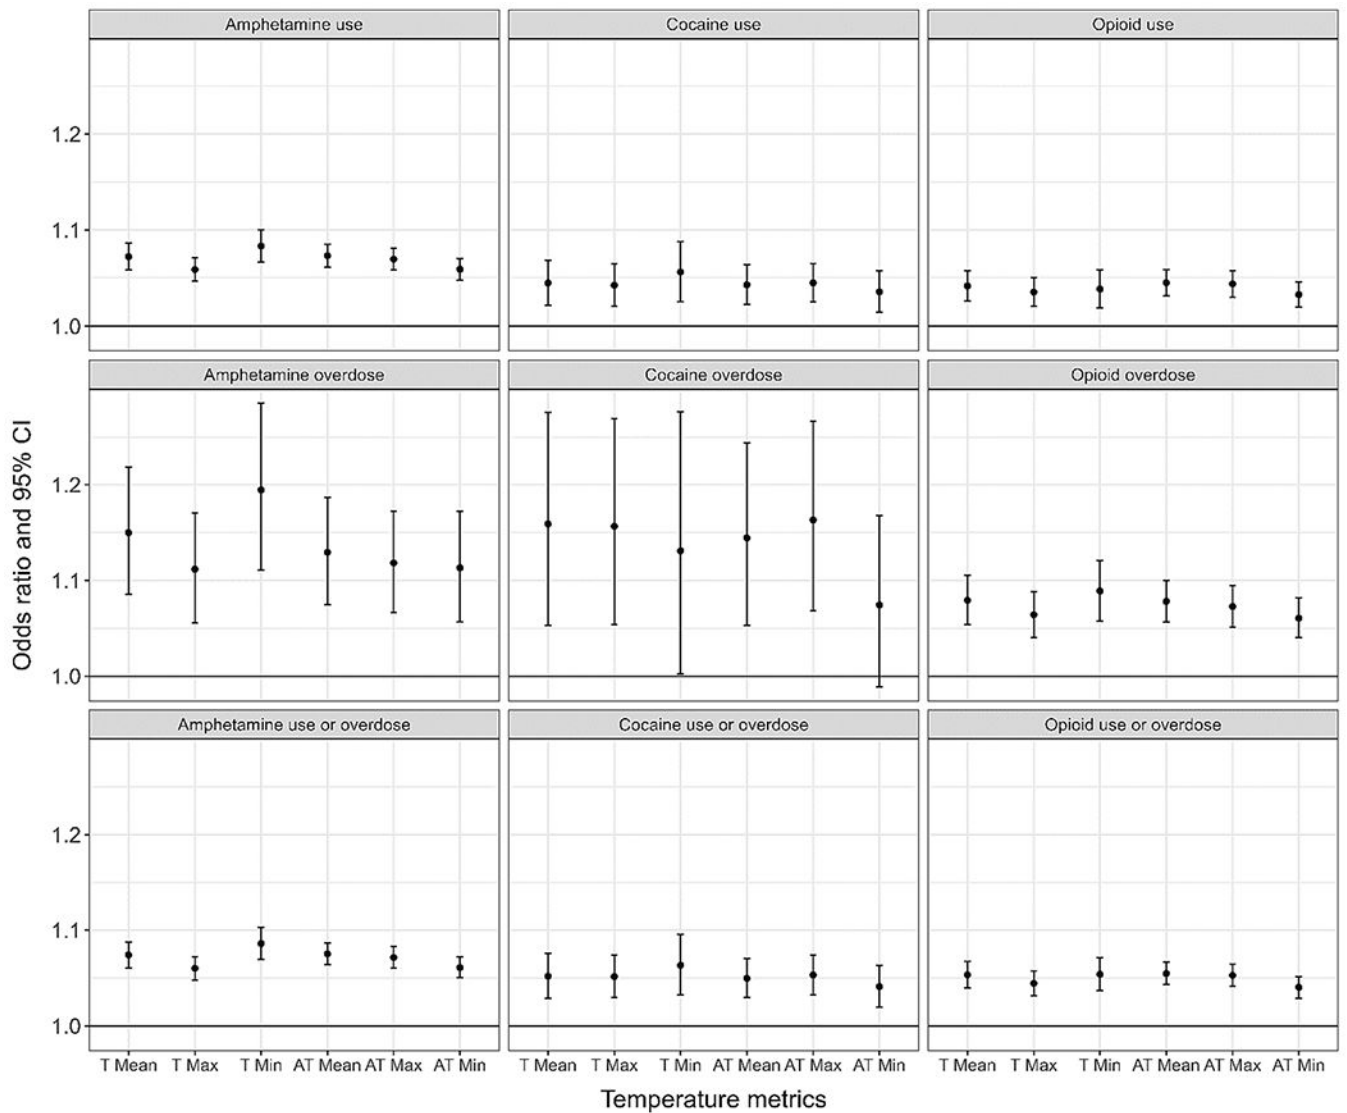 Amphetamine use
Cocaine use
Opioid use
1.2
1.1
1.0
Amphetamine overdose
Cocaine overdose
Opioid overdose
1.2
1.1
1.0
Amphetamine use or overdose
Cocaine use or overdose
Opioid use or overdose
1.2
1.1
1.0
Odds ratio and 95% CI
T Mean T Max T Min AT Mean AT Max AT Min T Mean T Max T Min AT Mean AT Max AT Min T Mean T Max T Min AT Mean AT Max AT Min
Temperature metrics